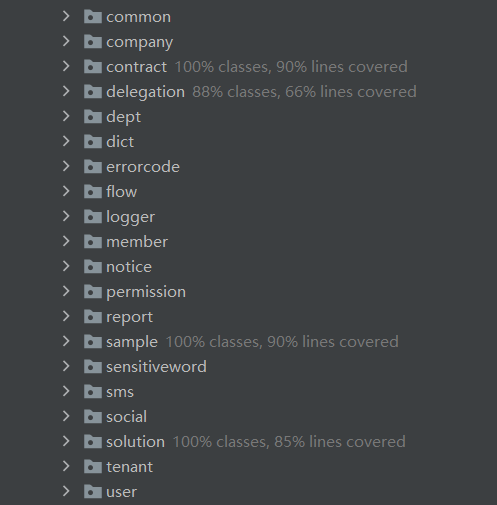 common
company
contract 100% classes, 90% lines covered
delegation 88% classes, 66% lines covered
dept
dict
errorcode
flow
logger
member
notice
permission
report
sample 100% classes, 90% lines covered
sensitiveword
sms
social
solution 100% classes, 85% lines covered
tenant
user